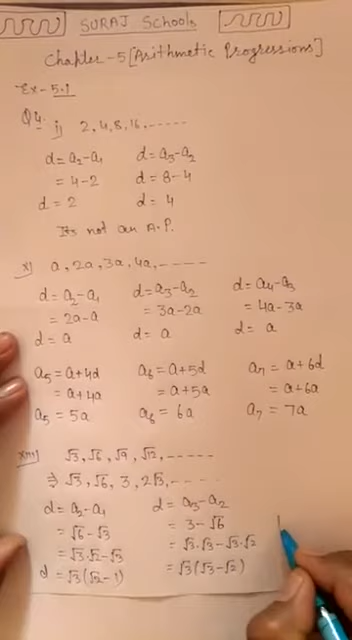 SURAJ Schools
Chapter-5 [Arithmetic Progressions]
Ex-5.1
Q4. i) 2, 4, 8, 16, -----
d = a₂-a₁ d = a₃-a₂
= 4-2 d = 8-4
d = 2 d = 4
Its not an A.P.
x) a, 2a, 3a, 4a, -----
d = a₂-a₁ d = a₃-a₂ d = a₄-a₃
= 2a-a = 3a-2a = 4a-3a
d = a d = a d = a
a₅ = a+4d a₆ = a+5d a₇ = a+6d
= a+4a = a+5a = a+6a
a₅ = 5a a₆ = 6a a₇ = 7a
xiii) √3, √6, √9, √12, -----
⇒ √3, √6, 3, 2√3, -----
d = a₂-a₁ d = a₃-a₂
= √6-√3 = 3-√6
= √3.√2-√3 = √3.√3-√3.√2
d = √3(√2-1) = √3(√3-√2)